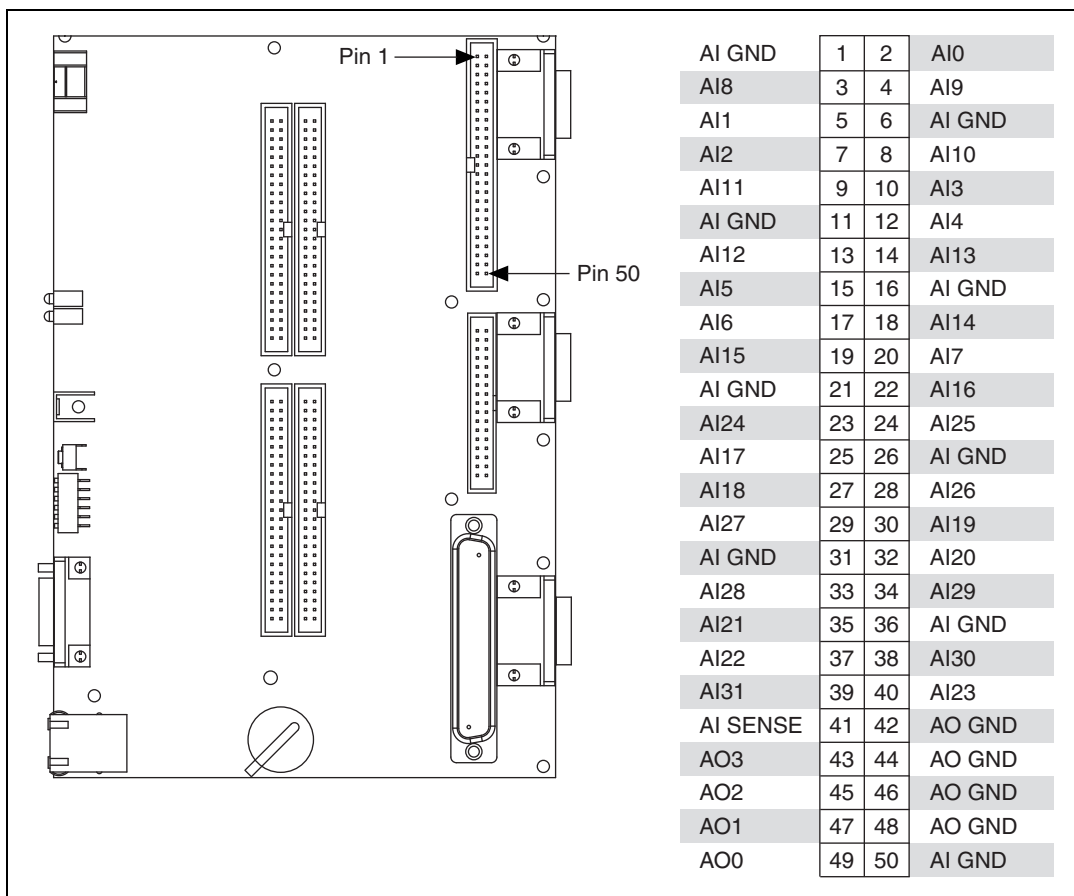 Pin 1
Pin 50
AI GND 1 2 AI0
AI8 3 4 AI9
AI1 5 6 AI GND
AI2 7 8 AI10
AI11 9 10 AI3
AI GND 11 12 AI4
AI12 13 14 AI13
AI5 15 16 AI GND
AI6 17 18 AI14
AI15 19 20 AI7
AI GND 21 22 AI16
AI24 23 24 AI25
AI17 25 26 AI GND
AI18 27 28 AI26
AI27 29 30 AI19
AI GND 31 32 AI20
AI28 33 34 AI29
AI21 35 36 AI GND
AI22 37 38 AI30
AI31 39 40 AI23
AI SENSE 41 42 AO GND
AO3 43 44 AO GND
AO2 45 46 AO GND
AO1 47 48 AO GND
AO0 49 50 AI GND